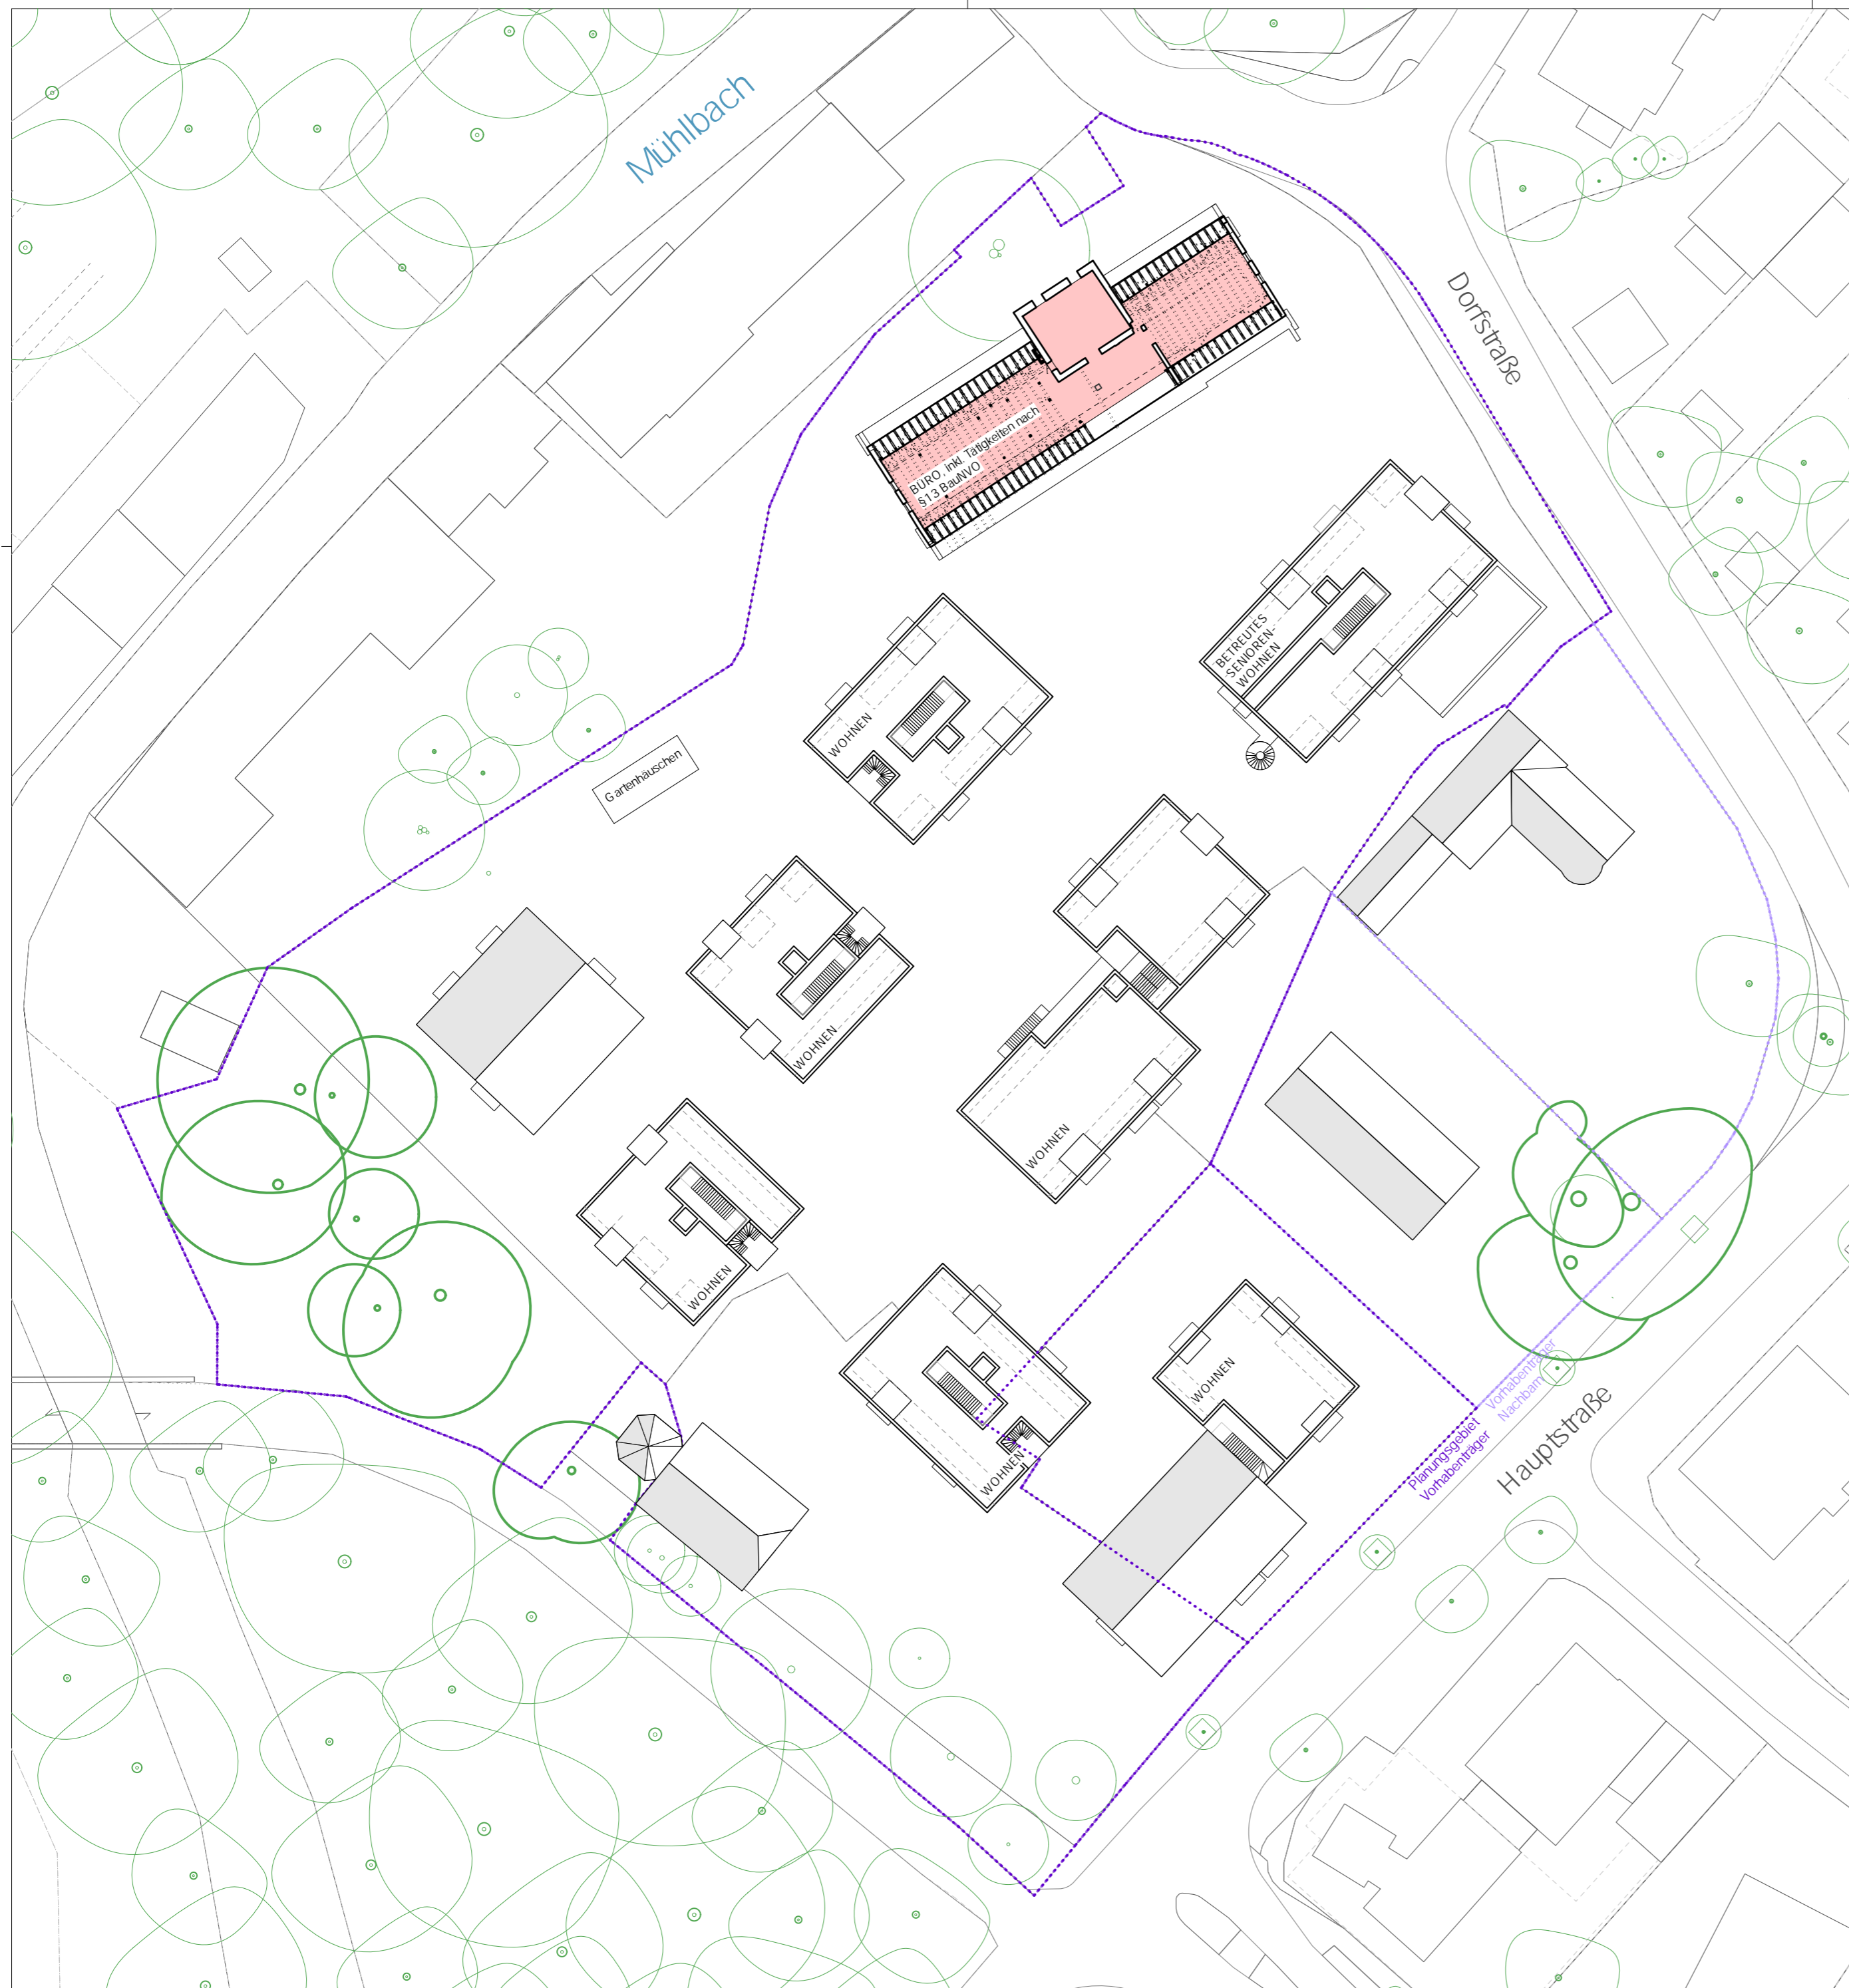 Mühlbach
Dorfstraße
BÜRO, inkl. Tätigkeiten nach
§13 BauNVO
BETREUTES
SENIOREN-
WOHNEN
WOHNEN
Gartenhäuschen
WOHNEN
WOHNEN
WOHNEN
WOHNEN
WOHNEN
Vorhabenträger
Nachbarn
Planungsgebiet
Vorhabenträger
Hauptstraße